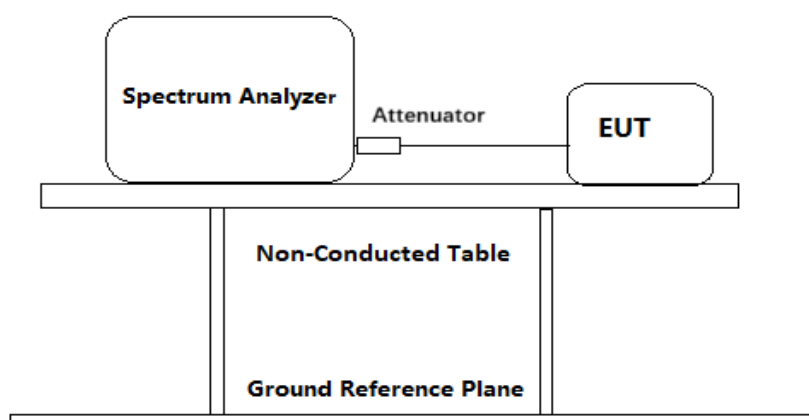 Spectrum Analyzer
Attenuator
EUT
Non-Conducted Table
Ground Reference Plane